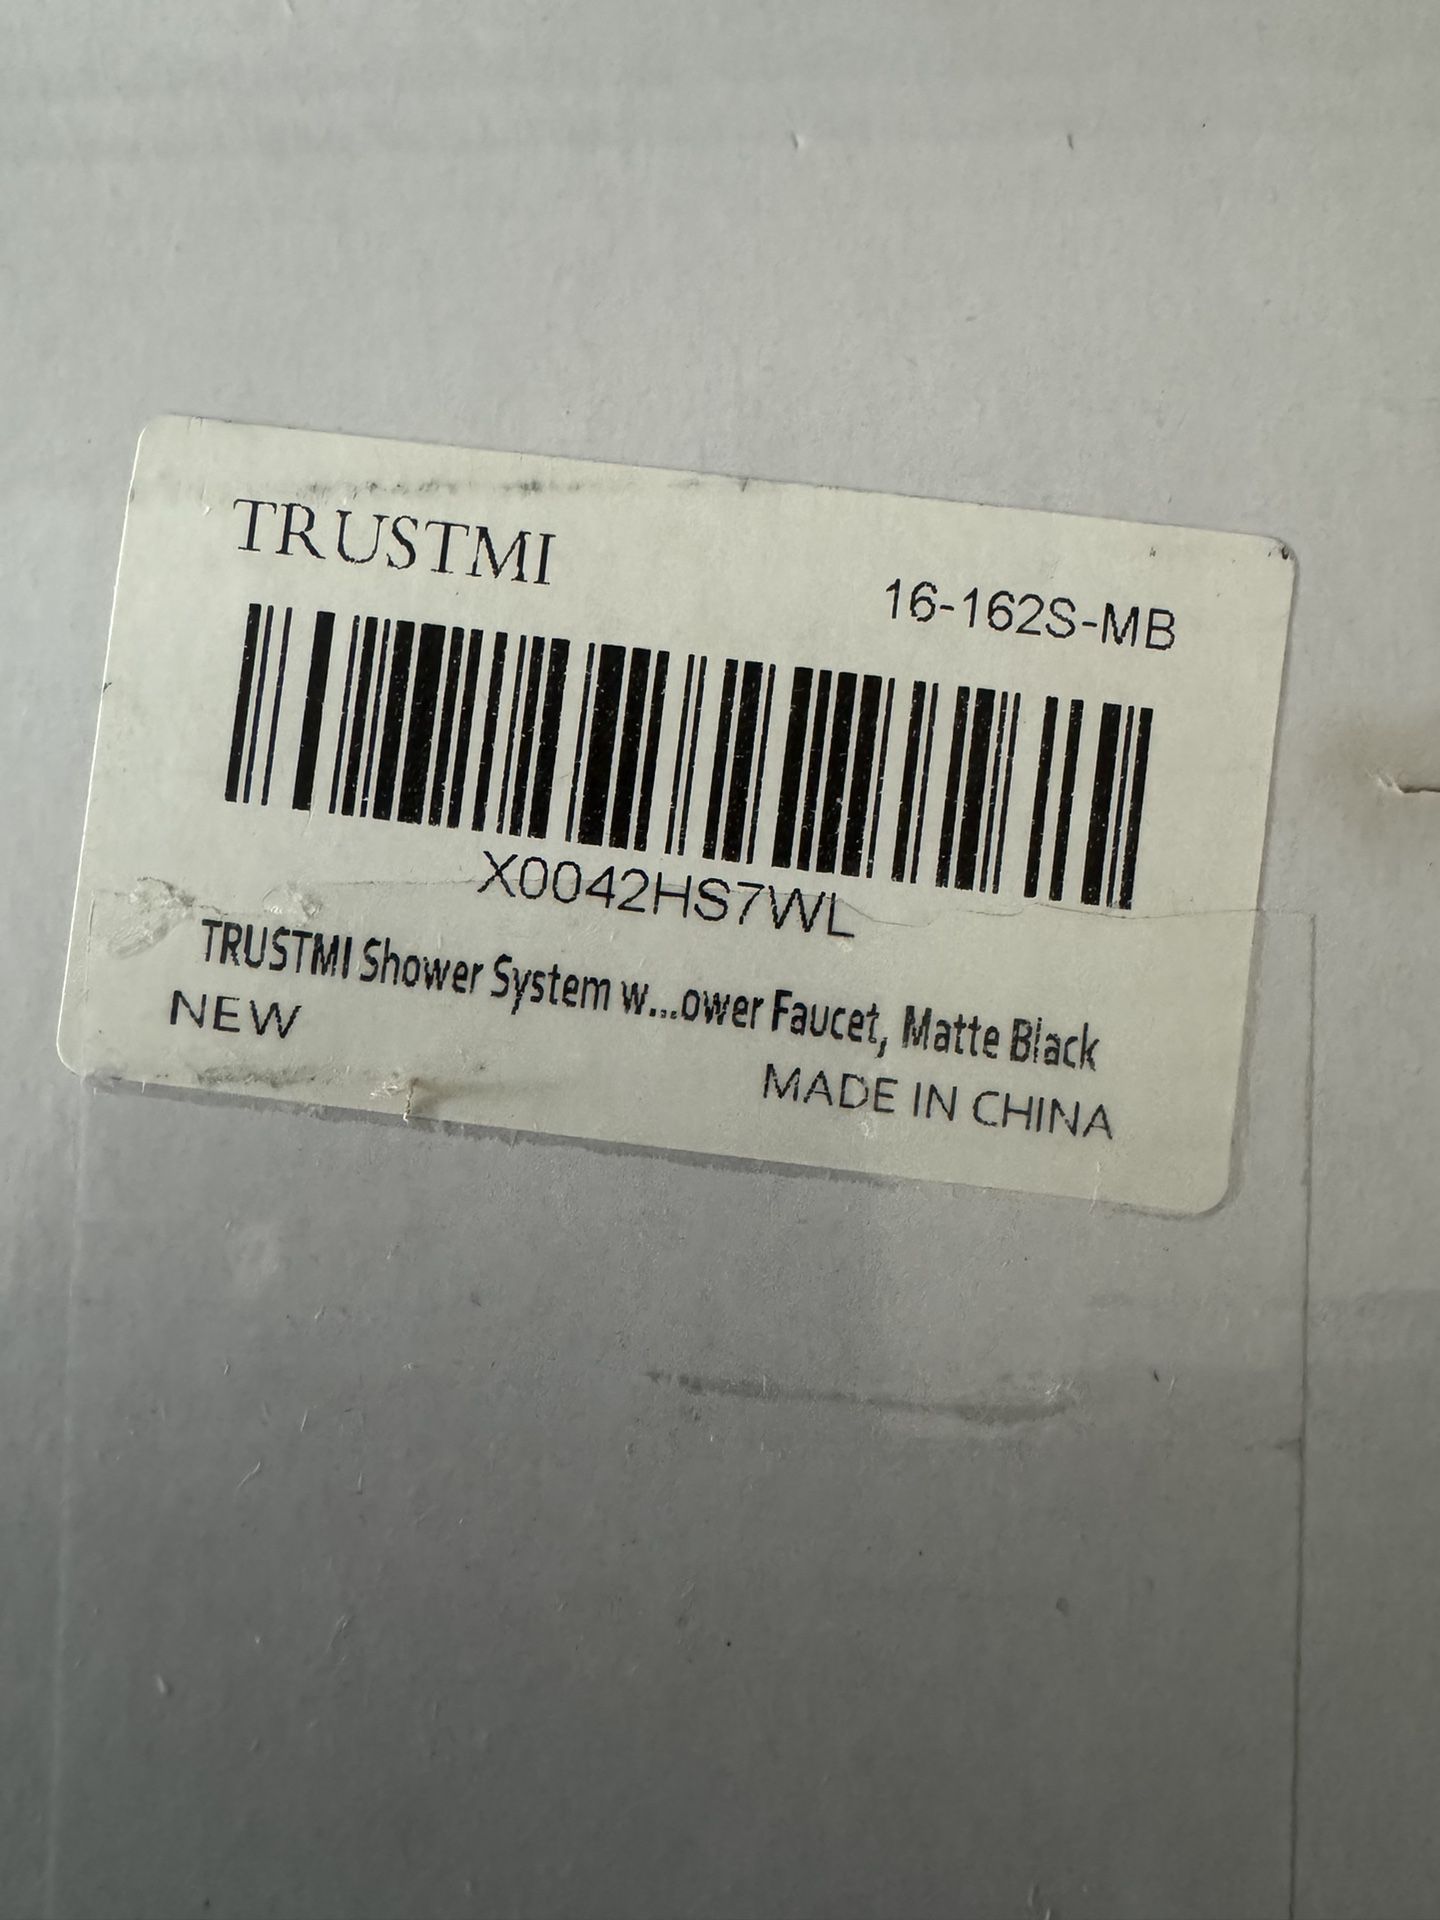 TRUSTMI
16-162S-MB
X0042HS7WL
TRUSTMI Shower System w...ower Faucet, Matte Black
NEW
MADE IN CHINA